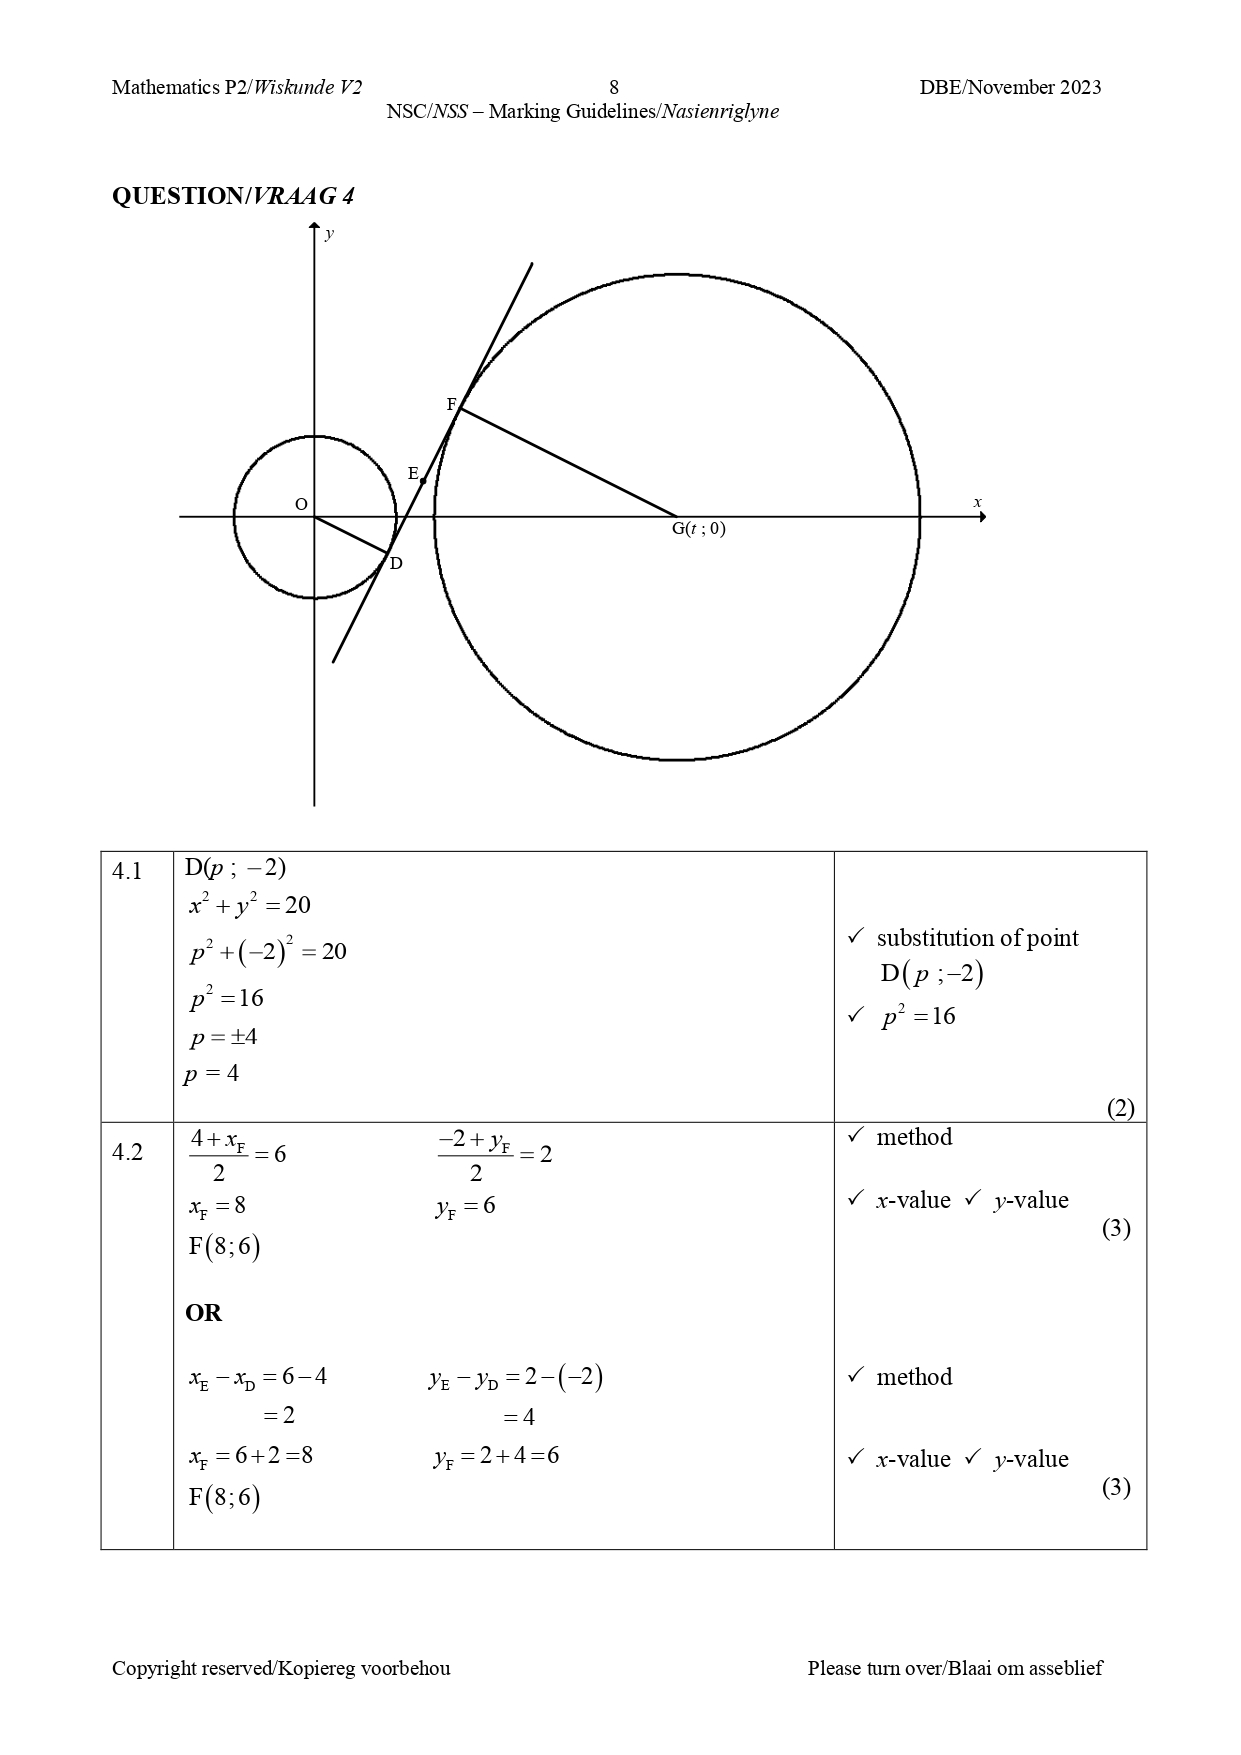 Mathematics P2/Wiskunde V2 8 DBE/November 2023
NSC/NSS – Marking Guidelines/Nasienriglyne
QUESTION/VRAAG 4
y
F
E
O
x
G(t ; 0)
D
4.1
D(p ; −2)
x² + y² = 20
p² + (−2)² = 20
p² = 16
p = ±4
p = 4
✓ substitution of point
D(p ;−2)
✓ p² = 16
(2)
4.2
(4 + x_F)/2 = 6 (−2 + y_F)/2 = 2
x_F = 8 y_F = 6
F(8;6)
✓ method
✓ x-value ✓ y-value
(3)
OR
x_E − x_D = 6 − 4 y_E − y_D = 2 − (−2)
= 2 = 4
x_F = 6 + 2 = 8 y_F = 2 + 4 = 6
F(8;6)
✓ method
✓ x-value ✓ y-value
(3)
Copyright reserved/Kopiereg voorbehou Please turn over/Blaai om asseblief